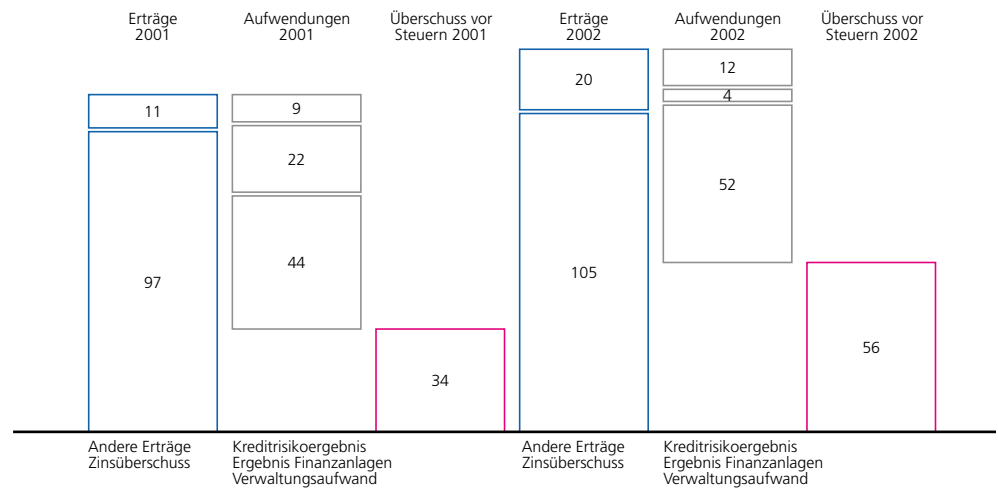 Erträge
2001
Aufwendungen
2001
Überschuss vor
Steuern 2001
Erträge
2002
Aufwendungen
2002
Überschuss vor
Steuern 2002
11
97
9
22
44
34
20
105
12
4
52
56
Andere Erträge
Zinsüberschuss
Kreditrisikoergebnis
Ergebnis Finanzanlagen
Verwaltungsaufwand
Andere Erträge
Zinsüberschuss
Kreditrisikoergebnis
Ergebnis Finanzanlagen
Verwaltungsaufwand